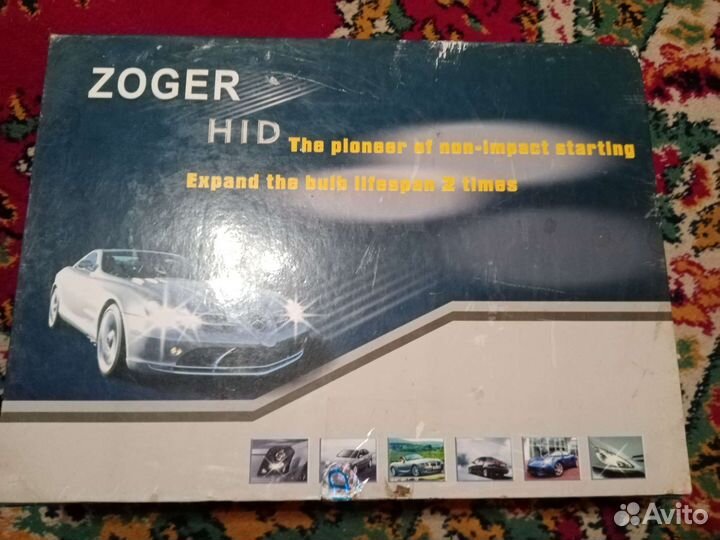 ZOGER
HID
The pioneer of non-impact starting
Expand the bulb lifespan 2 times
Avito